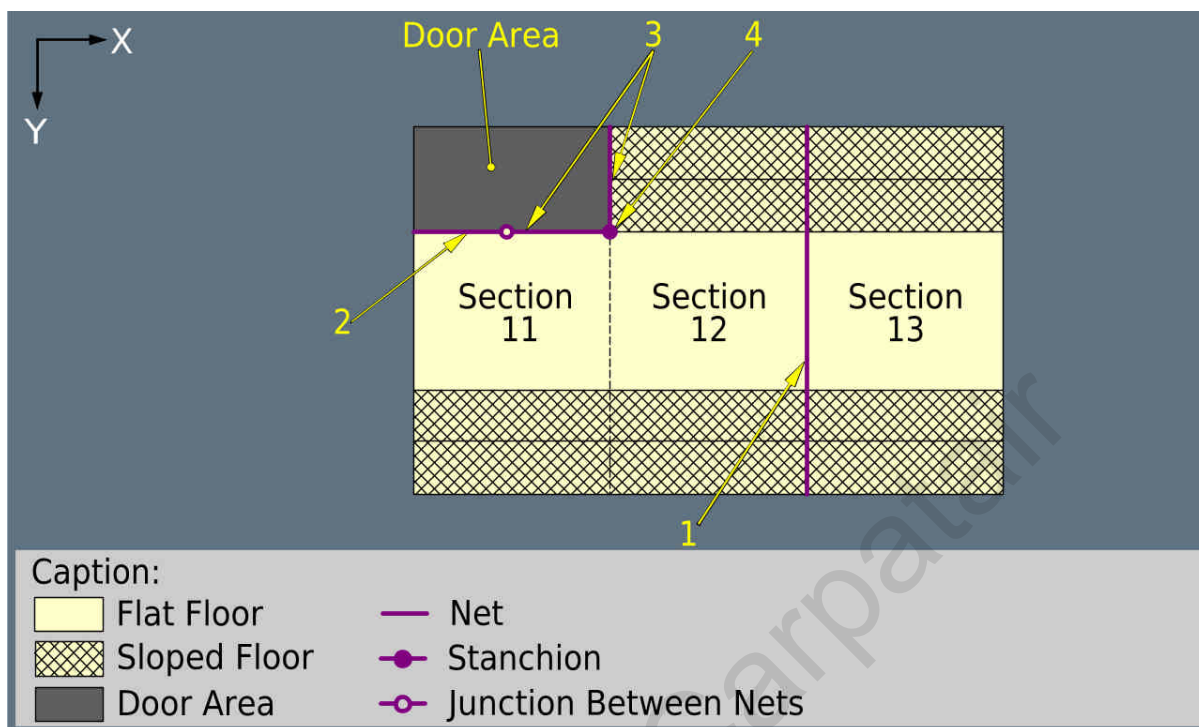 X
Y
Door Area
3
4
Section
11
Section
12
Section
13
2
1
Caption:
Flat Floor
Net
Sloped Floor
Stanchion
Door Area
Junction Between Nets